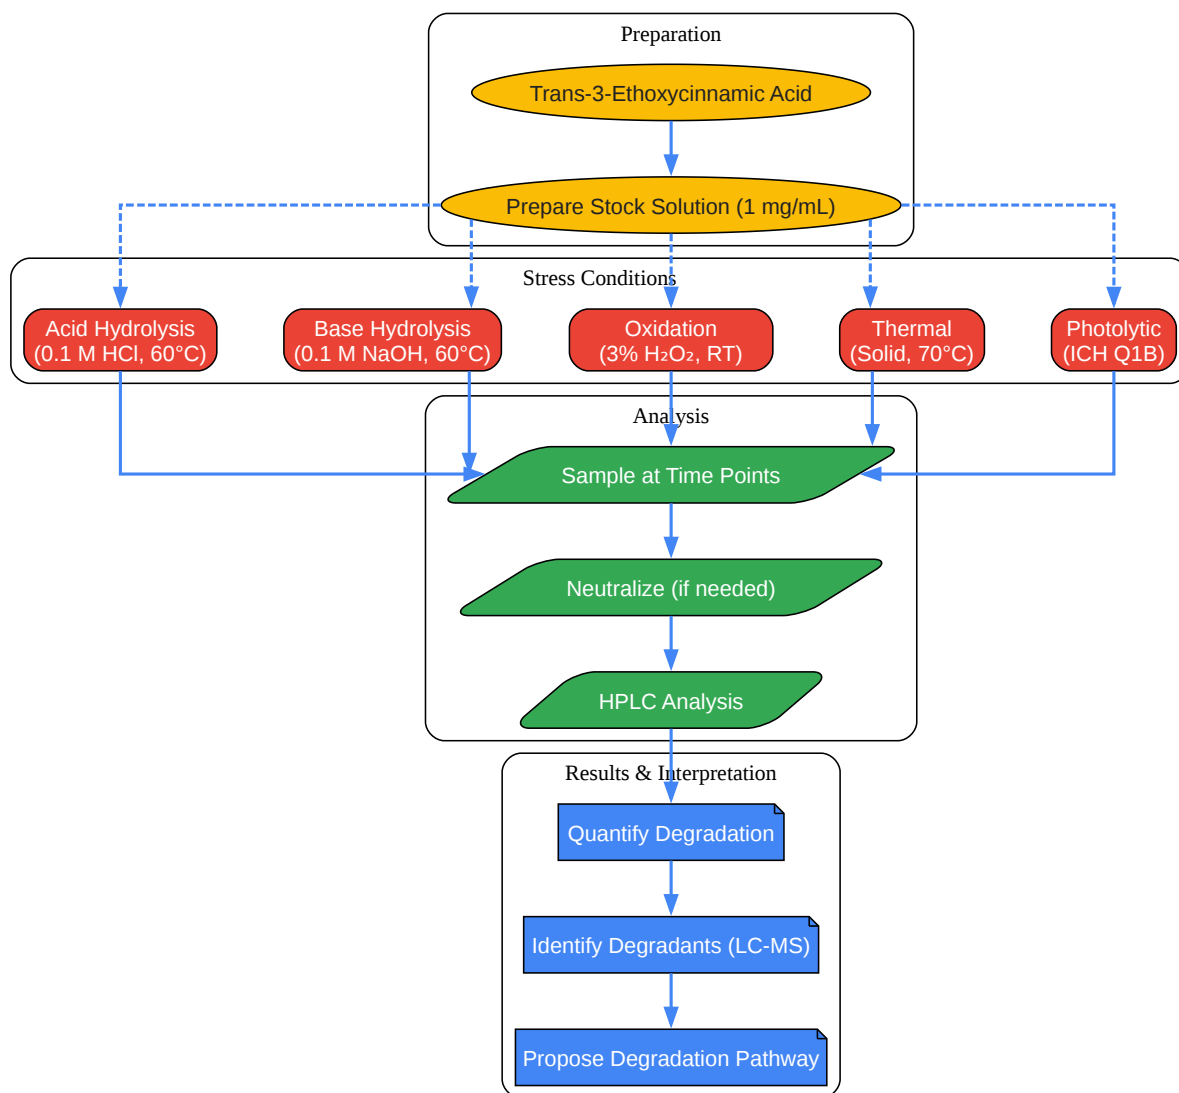 Preparation
Trans-3-Ethoxycinnamic Acid
Prepare Stock Solution (1 mg/mL)
Stress Conditions
Acid Hydrolysis
(0.1 M HCl, 60°C)
Base Hydrolysis
(0.1 M NaOH, 60°C)
Oxidation
(3% H₂O₂, RT)
Thermal
(Solid, 70°C)
Photolytic
(ICH Q1B)
Analysis
Sample at Time Points
Neutralize (if needed)
HPLC Analysis
Results & Interpretation
Quantify Degradation
Identify Degradants (LC-MS)
Propose Degradation Pathway